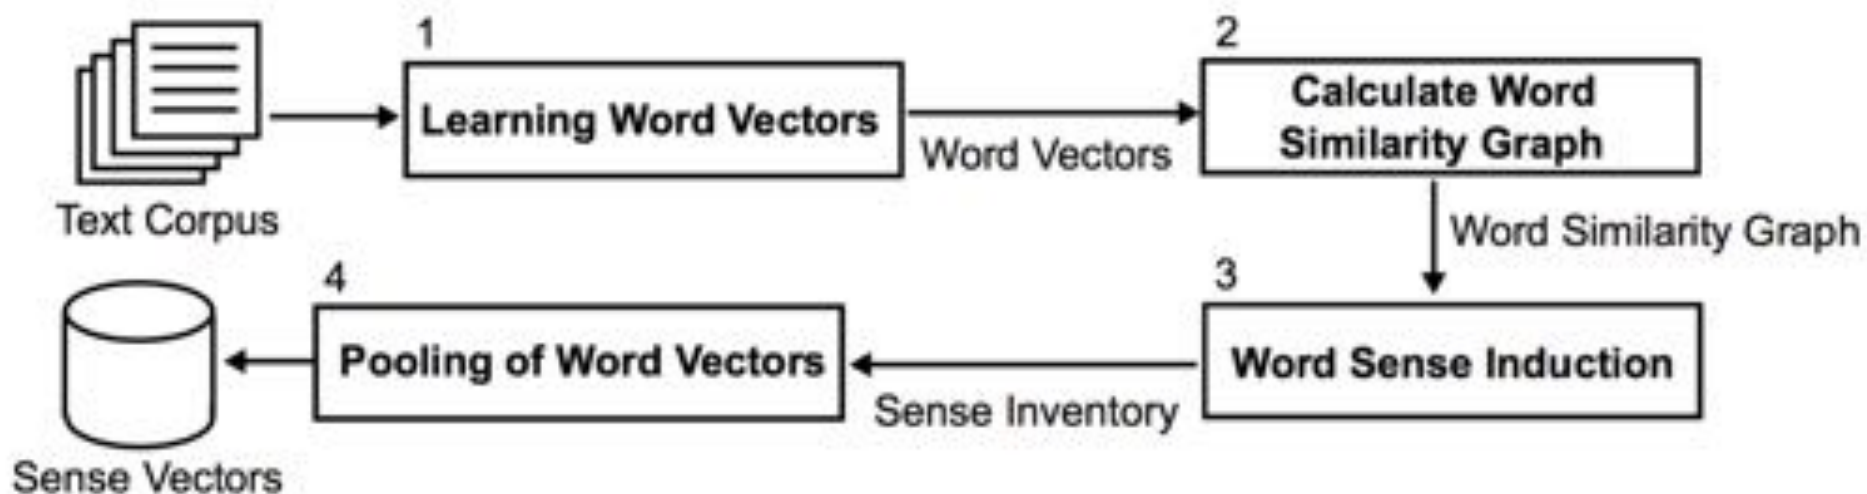 1
Learning Word Vectors
Text Corpus
Word Vectors
2
Calculate Word
Similarity Graph
Word Similarity Graph
3
Word Sense Induction
Sense Inventory
4
Pooling of Word Vectors
Sense Vectors